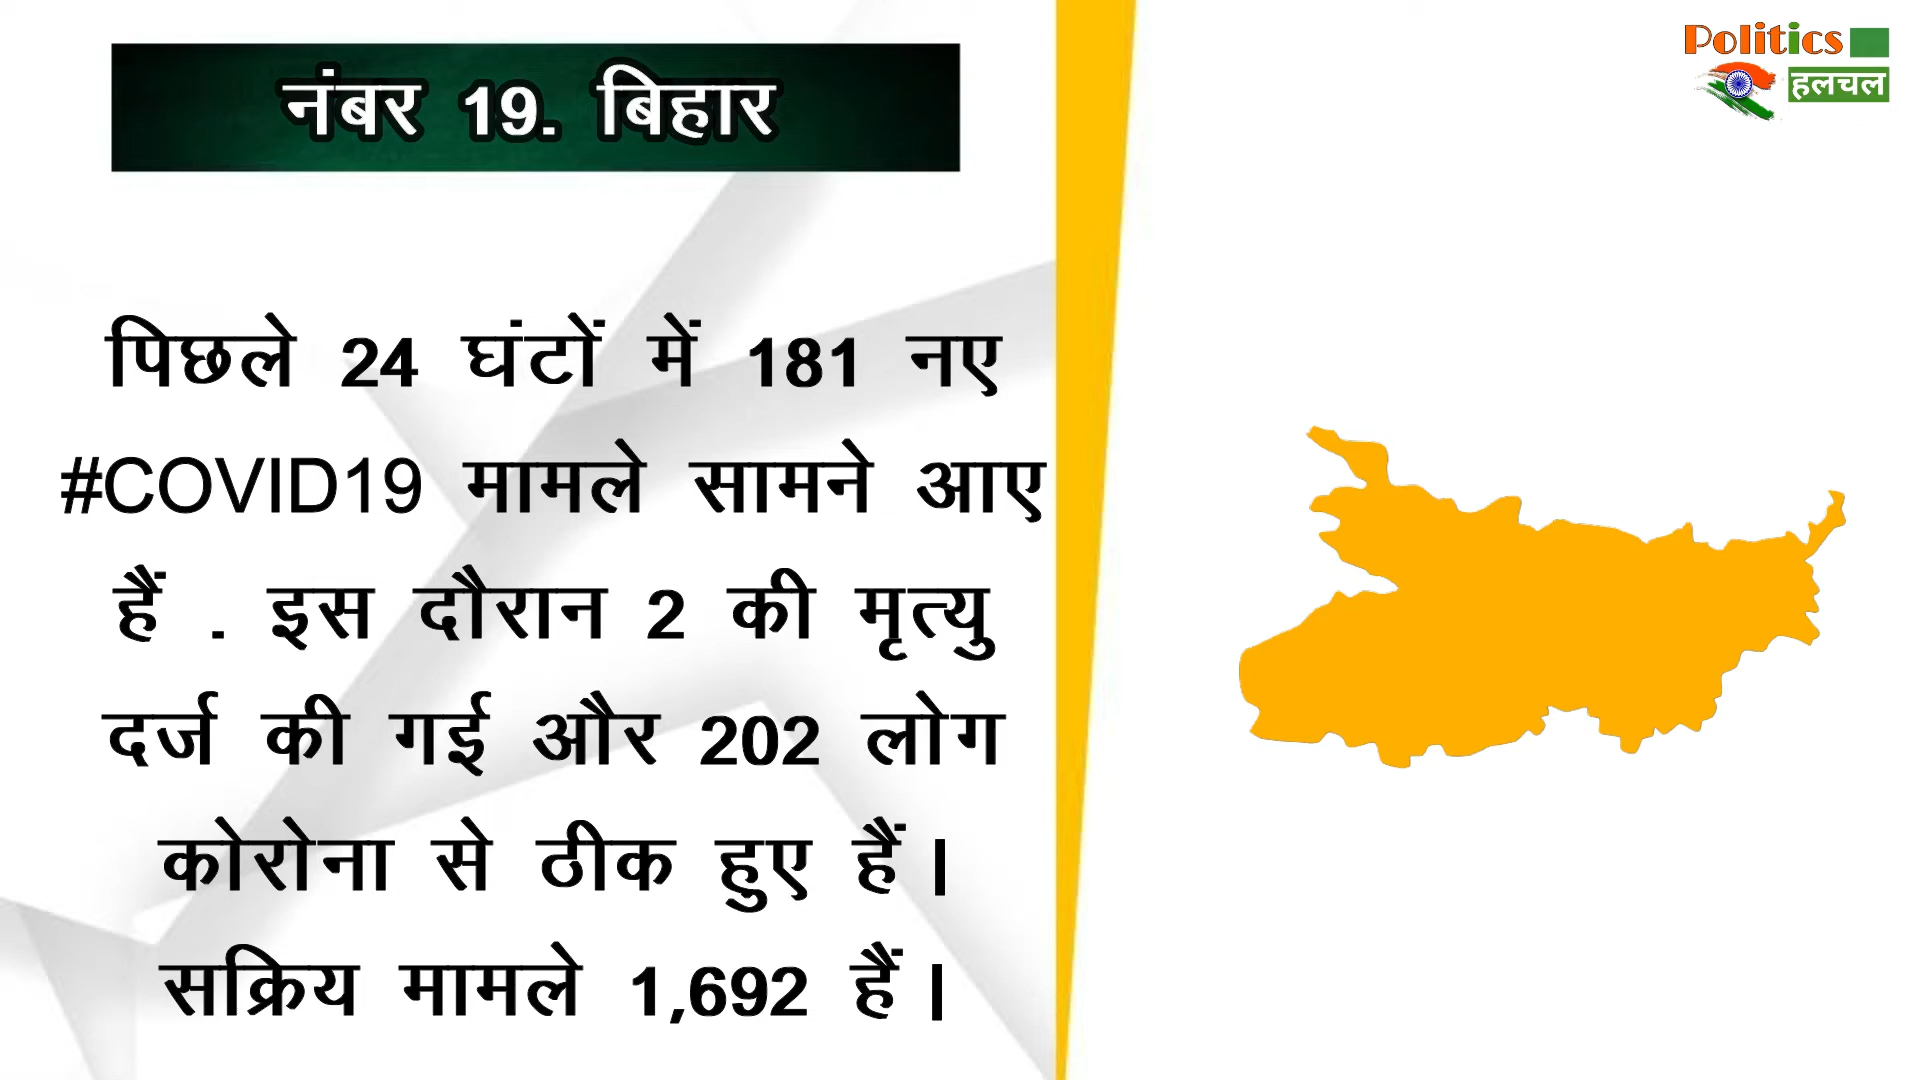 नंबर 19. बिहार
Politics
हलचल
पिछले 24 घंटों में 181 नए
#COVID19 मामले सामने आए
हैं . इस दौरान 2 की मृत्यु
दर्ज की गई और 202 लोग
कोरोना से ठीक हुए हैं।
सक्रिय मामले 1,692 हैं।